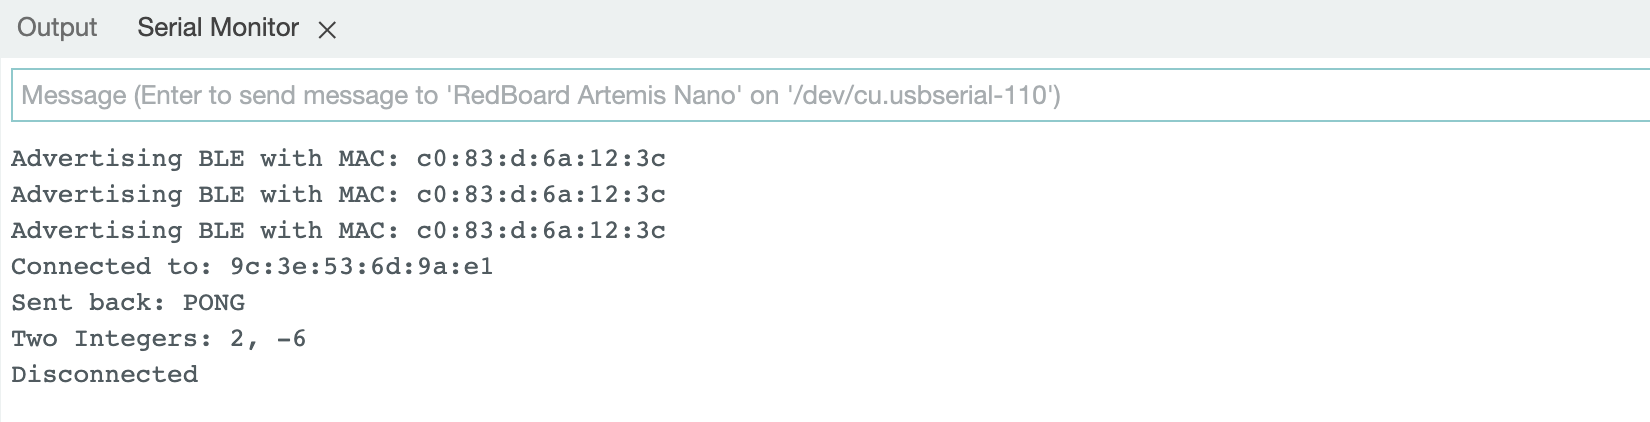 Output Serial Monitor
Message (Enter to send message to 'RedBoard Artemis Nano' on '/dev/cu.usbserial-110')
Advertising BLE with MAC: c0:83:d:6a:12:3c
Advertising BLE with MAC: c0:83:d:6a:12:3c
Advertising BLE with MAC: c0:83:d:6a:12:3c
Connected to: 9c:3e:53:6d:9a:e1
Sent back: PONG
Two Integers: 2, -6
Disconnected